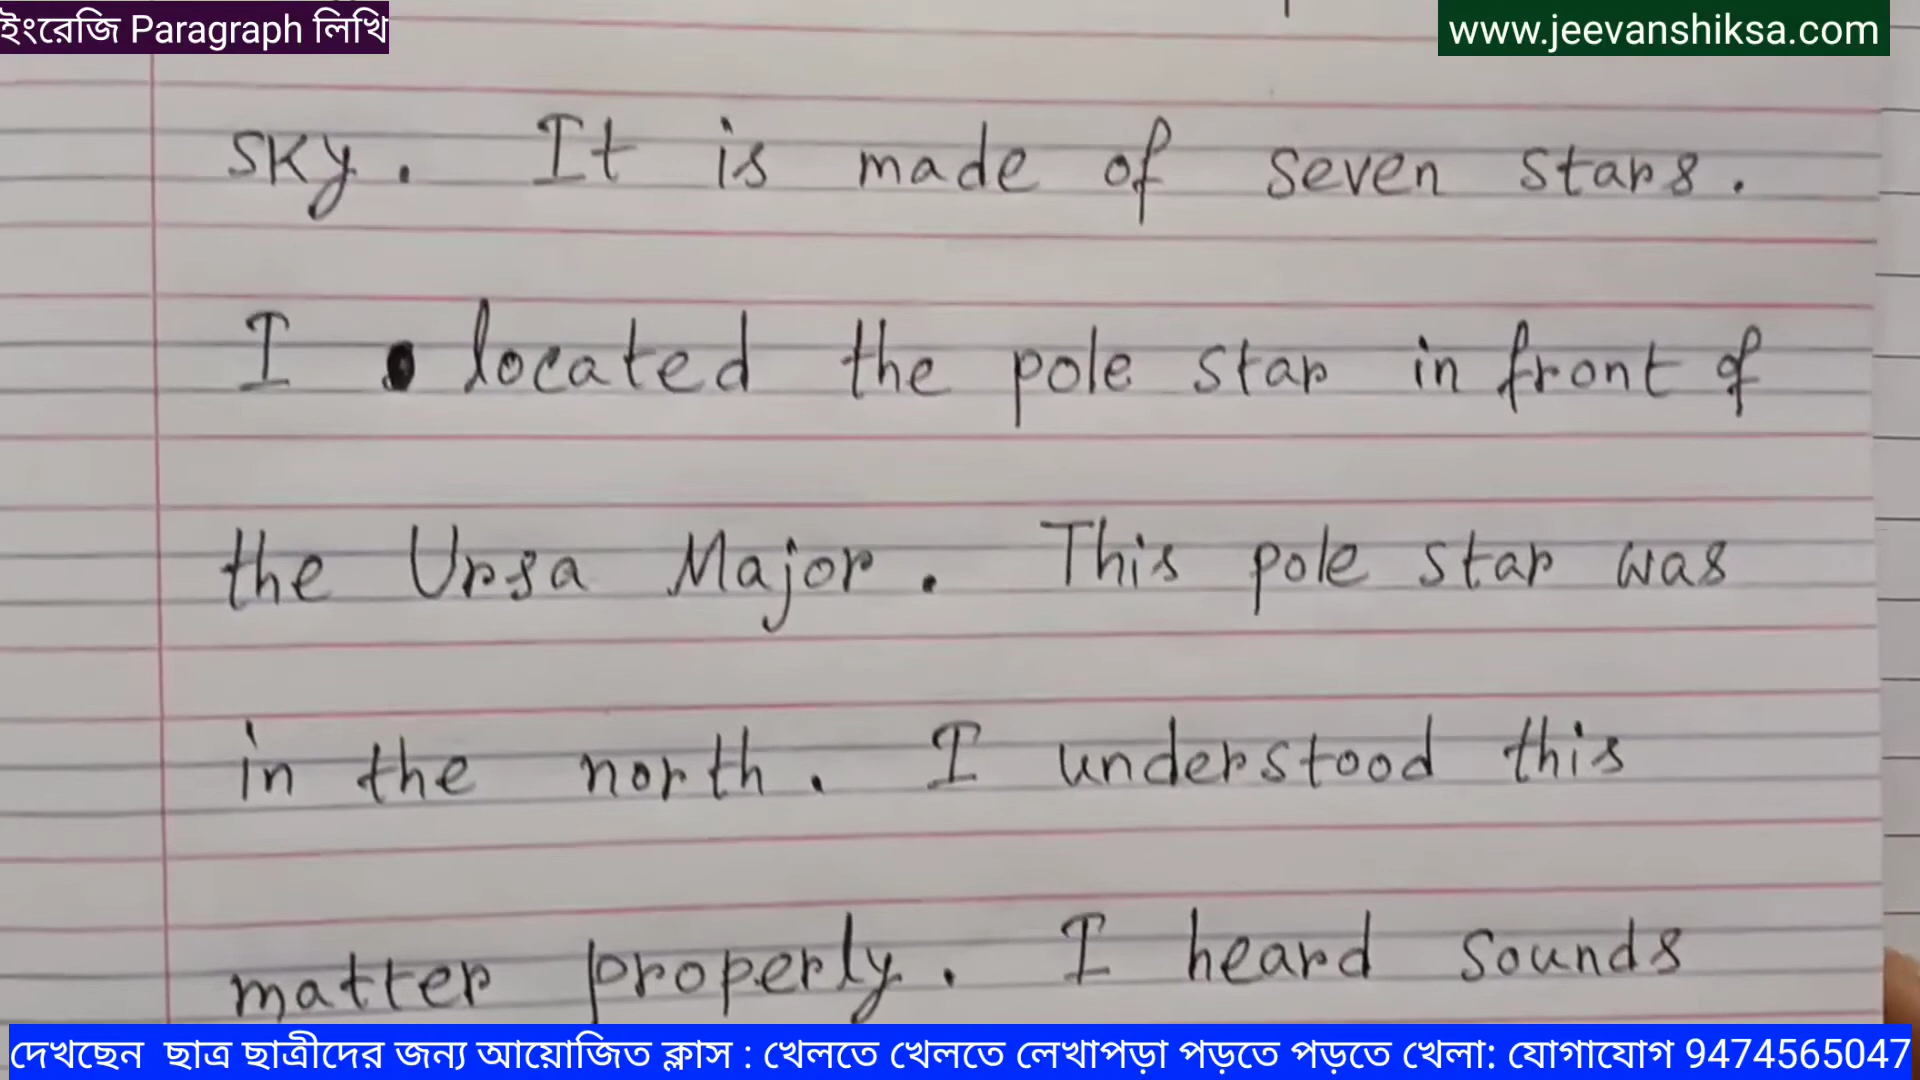 ইংরেজি Paragraph লিখি
www.jeevanshiksa.com
sky. It is made of seven stars.
I located the pole star in front of
the Ursa Major. This pole star was
in the north. I understood this
matter properly. I heard sounds
দেখছেন ছাত্র ছাত্রীদের জন্য আয়োজিত ক্লাস : খেলতে খেলতে লেখাপড়া পড়তে পড়তে খেলা: যোগাযোগ 9474565047